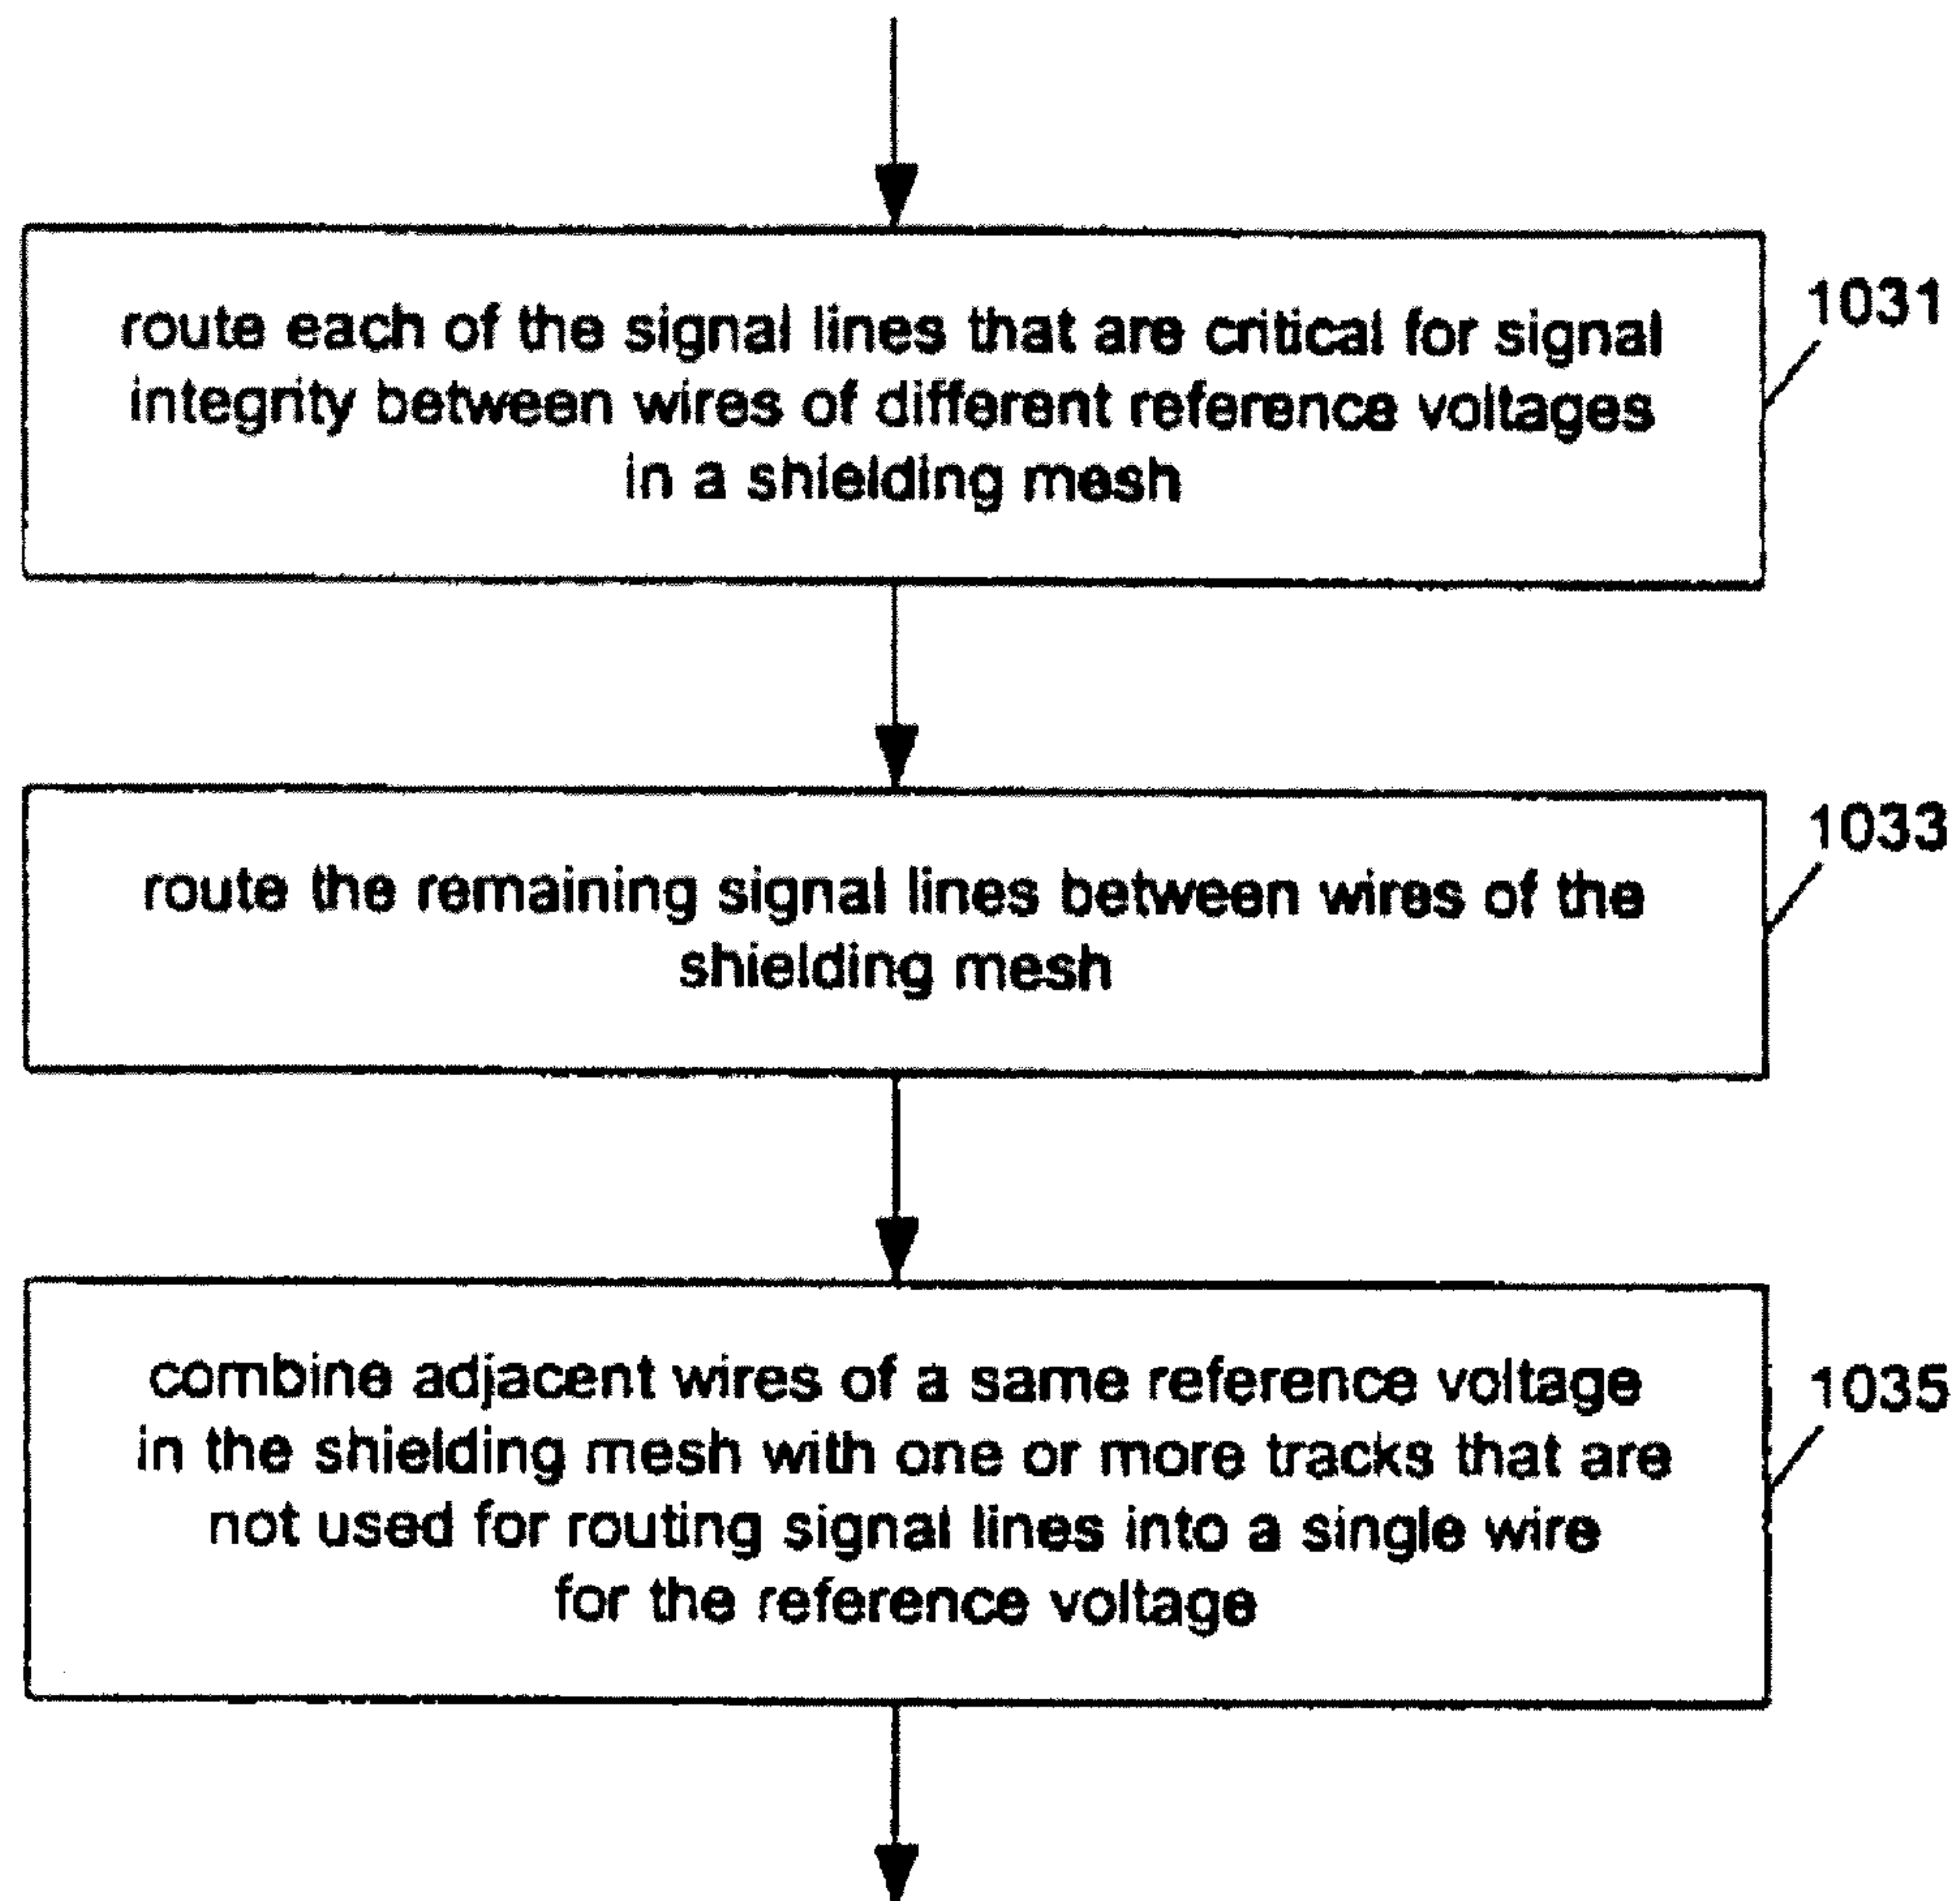 route each of the signal lines that are critical for signal
integrity between wires of different reference voltages
in a shielding mesh
1031
route the remaining signal lines between wires of the
shielding mesh
1033
combine adjacent wires of a same reference voltage
in the shielding mesh with one or more tracks that are
not used for routing signal lines into a single wire
for the reference voltage
1035